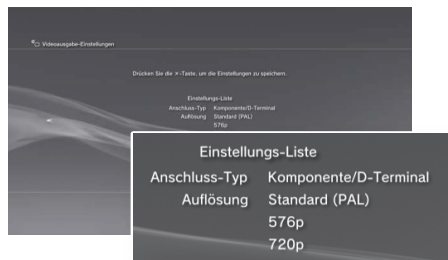 Videoausgabe-Einstellungen
Drücken Sie die ×-Taste, um die Einstellungen zu speichern.
Einstellungs-Liste
Anschluss-Typ Komponente/D-Terminal
Auflösung Standard (PAL)
576p
Einstellungs-Liste
Anschluss-Typ Komponente/D-Terminal
Auflösung Standard (PAL)
576p
720p